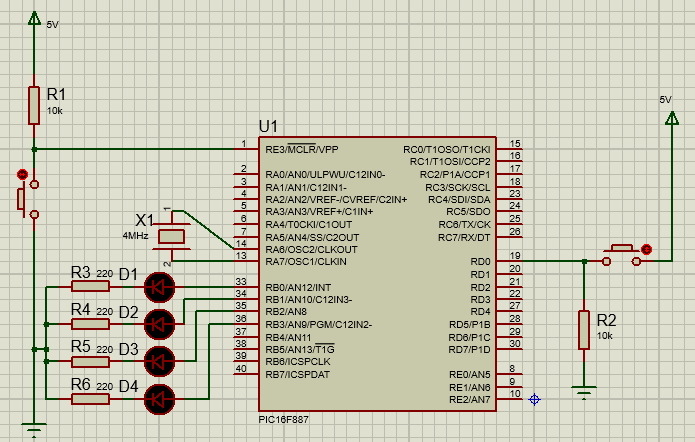 5V
R1
10k
5V
U1
1 RE3/MCLR/VPP RC0/T1OSO/T1CKI 15
RC1/T1OSI/CCP2 16
2 RA0/AN0/ULPWU/C12IN0- RC2/P1A/CCP1 17
3 RA1/AN1/C12IN1- RC3/SCK/SCL 18
4 RA2/AN2/VREF-/CVREF/C2IN+ RC4/SDI/SDA 23
5 RA3/AN3/VREF+/C1IN+ RC5/SDO 24
6 RA4/T0CKI/C1OUT RC6/TX/CK 25
7 RA5/AN4/SS/C2OUT RC7/RX/DT 26
14 RA6/OSC2/CLKOUT
13 RA7/OSC1/CLKIN RD0 19
RD1 20
33 RB0/AN12/INT RD2 21
34 RB1/AN10/C12IN3- RD3 22
35 RB2/AN8 RD4 27
36 RB3/AN9/PGM/C12IN2- RD5/P1B 28
37 RB4/AN11 RD6/P1C 29
38 RB5/AN13/T1G RD7/P1D 30
39 RB6/ICSPCLK
40 RB7/ICSPDAT RE0/AN5 8
RE1/AN6 9
RE2/AN7 10
PIC16F887
X1
4MHz
1
2
R3 220 D1
R4 220 D2
R5 220 D3
R6 220 D4
R2
10k